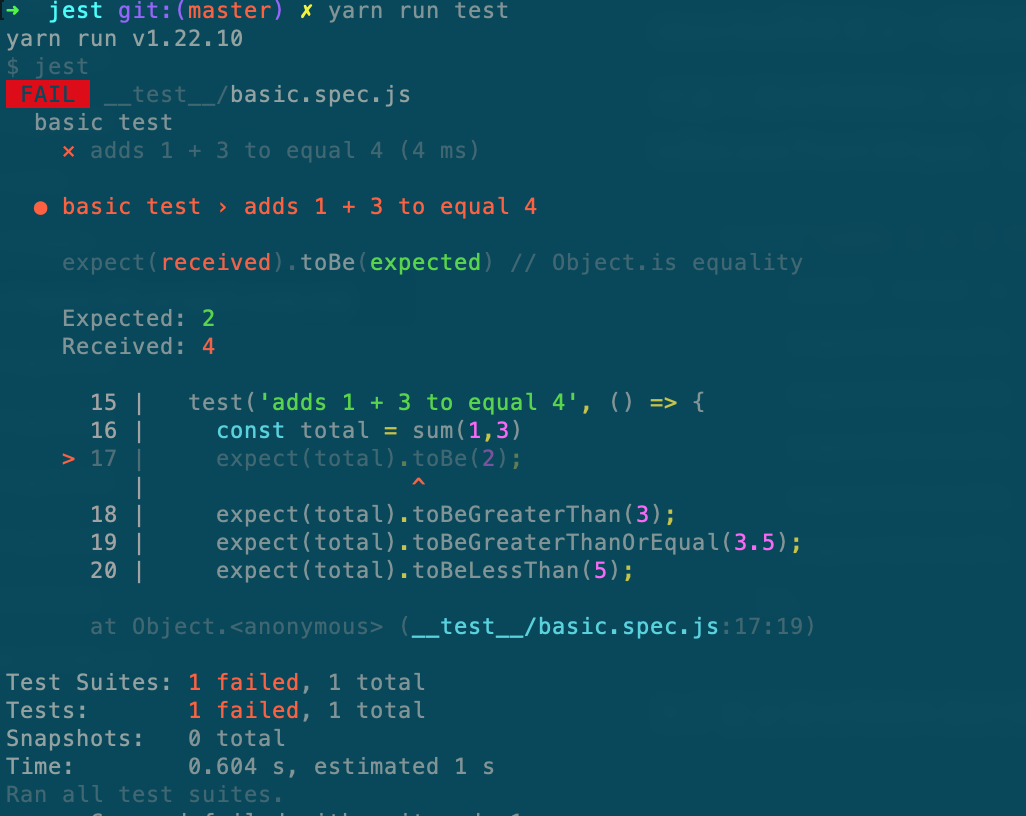 ➜  jest git:(master) ✗ yarn run test
yarn run v1.22.10
$ jest
FAIL __test__/basic.spec.js
basic test
✕ adds 1 + 3 to equal 4 (4 ms)
● basic test › adds 1 + 3 to equal 4
expect(received).toBe(expected) // Object.is equality
Expected: 2
Received: 4
15 |   test('adds 1 + 3 to equal 4', () => {
16 |     const total = sum(1,3)
> 17 |     expect(total).toBe(2);
|                   ^
18 |     expect(total).toBeGreaterThan(3);
19 |     expect(total).toBeGreaterThanOrEqual(3.5);
20 |     expect(total).toBeLessThan(5);
at Object.<anonymous> (__test__/basic.spec.js:17:19)
Test Suites: 1 failed, 1 total
Tests:       1 failed, 1 total
Snapshots:   0 total
Time:        0.604 s, estimated 1 s
Ran all test suites.